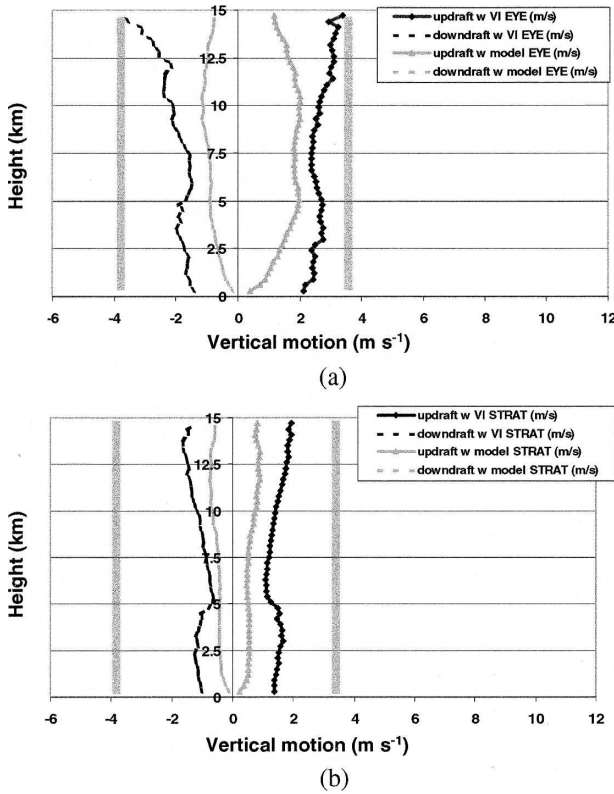 updraft w VI EYE (m/s)
downdraft w VI EYE (m/s)
updraft w model EYE (m/s)
downdraft w model EYE (m/s)
Height (km)
15
12.5
10
7.5
5
2.5
0
-6 -4 -2 0 2 4 6 8 10 12
Vertical motion (m s-1)
(a)
updraft w VI STRAT (m/s)
downdraft w VI STRAT (m/s)
updraft w model STRAT (m/s)
downdraft w model STRAT (m/s)
Height (km)
15
12.5
10
7.5
5
2.5
0
-6 -4 -2 0 2 4 6 8 10 12
Vertical motion (m s-1)
(b)